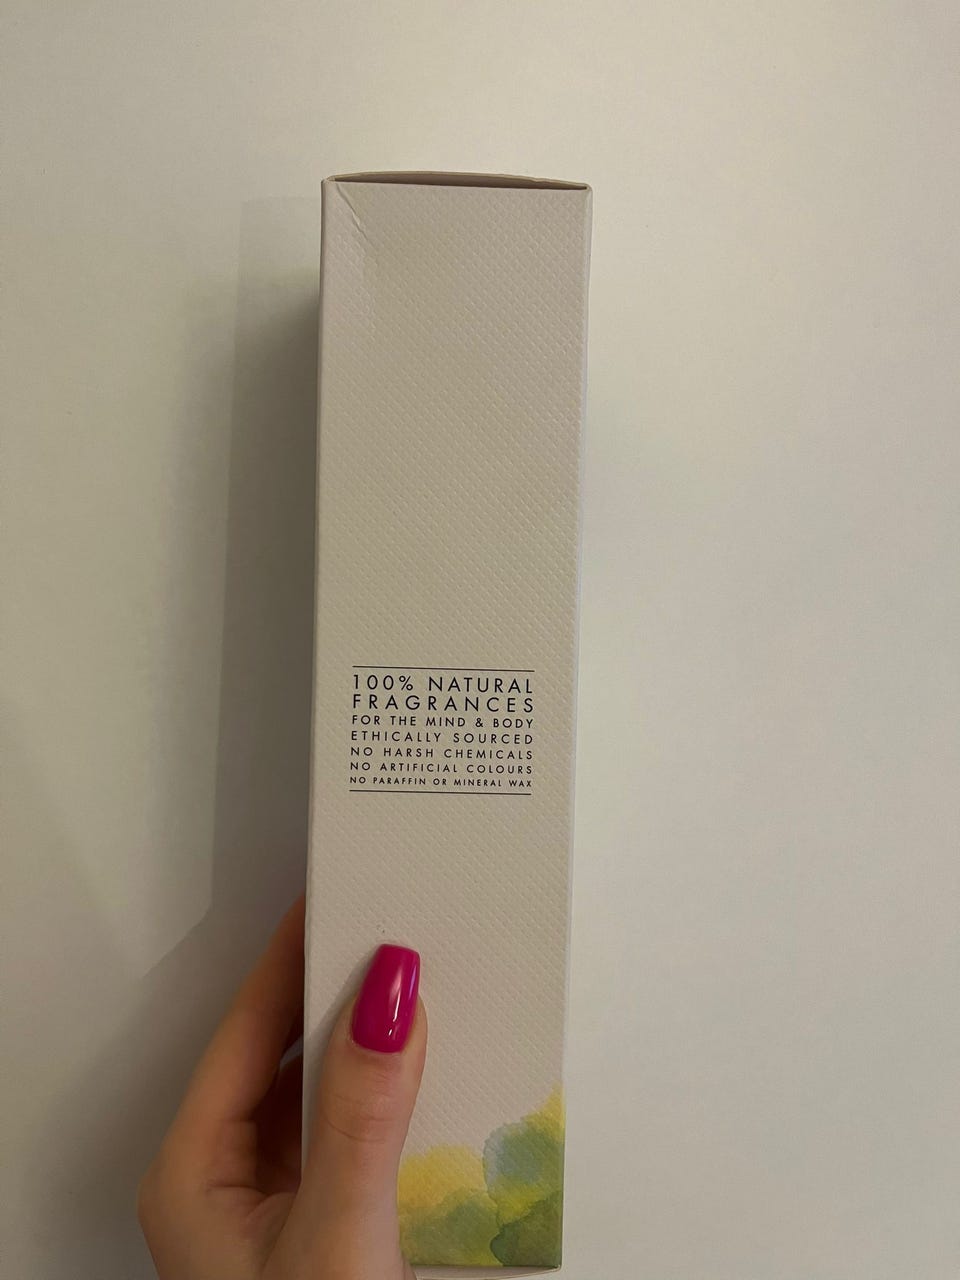 100% NATURAL
FRAGRANCES
FOR THE MIND & BODY
ETHICALLY SOURCED
NO HARSH CHEMICALS
NO ARTIFICIAL COLOURS
NO PARAFFIN OR MINERAL WAX